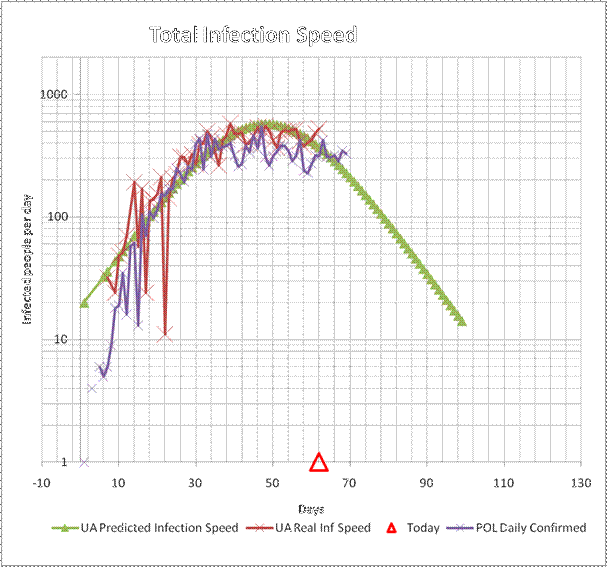 Total Infection Speed
1000
100
10
1
Infected people per day
-10 10 30 50 70 90 110 130
Days
UA Predicted Infection Speed UA Real Inf Speed Today POL Daily Confirmed